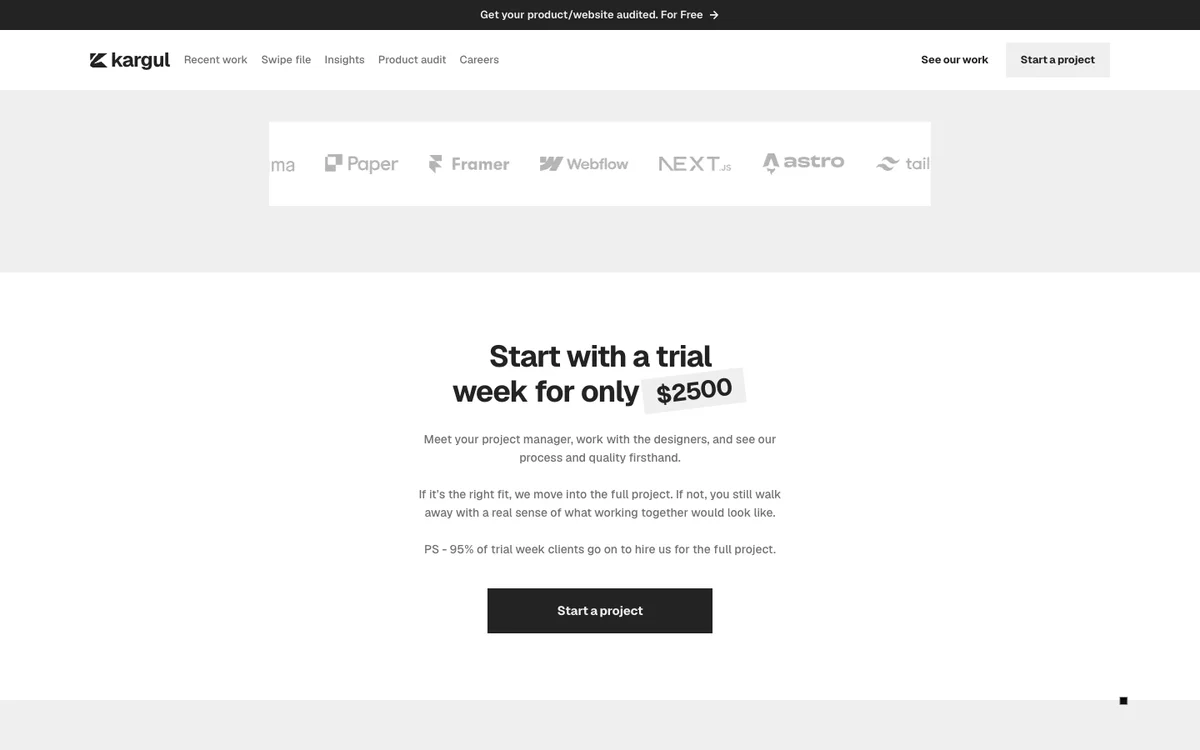 Get your product/website audited. For Free →
kargul Recent work Swipe file Insights Product audit Careers See our work Start a project
ma Paper Framer Webflow NEXT.JS astro tail
Start with a trial
week for only $2500
Meet your project manager, work with the designers, and see our
process and quality firsthand.
If it's the right fit, we move into the full project. If not, you still walk
away with a real sense of what working together would look like.
PS - 95% of trial week clients go on to hire us for the full project.
Start a project